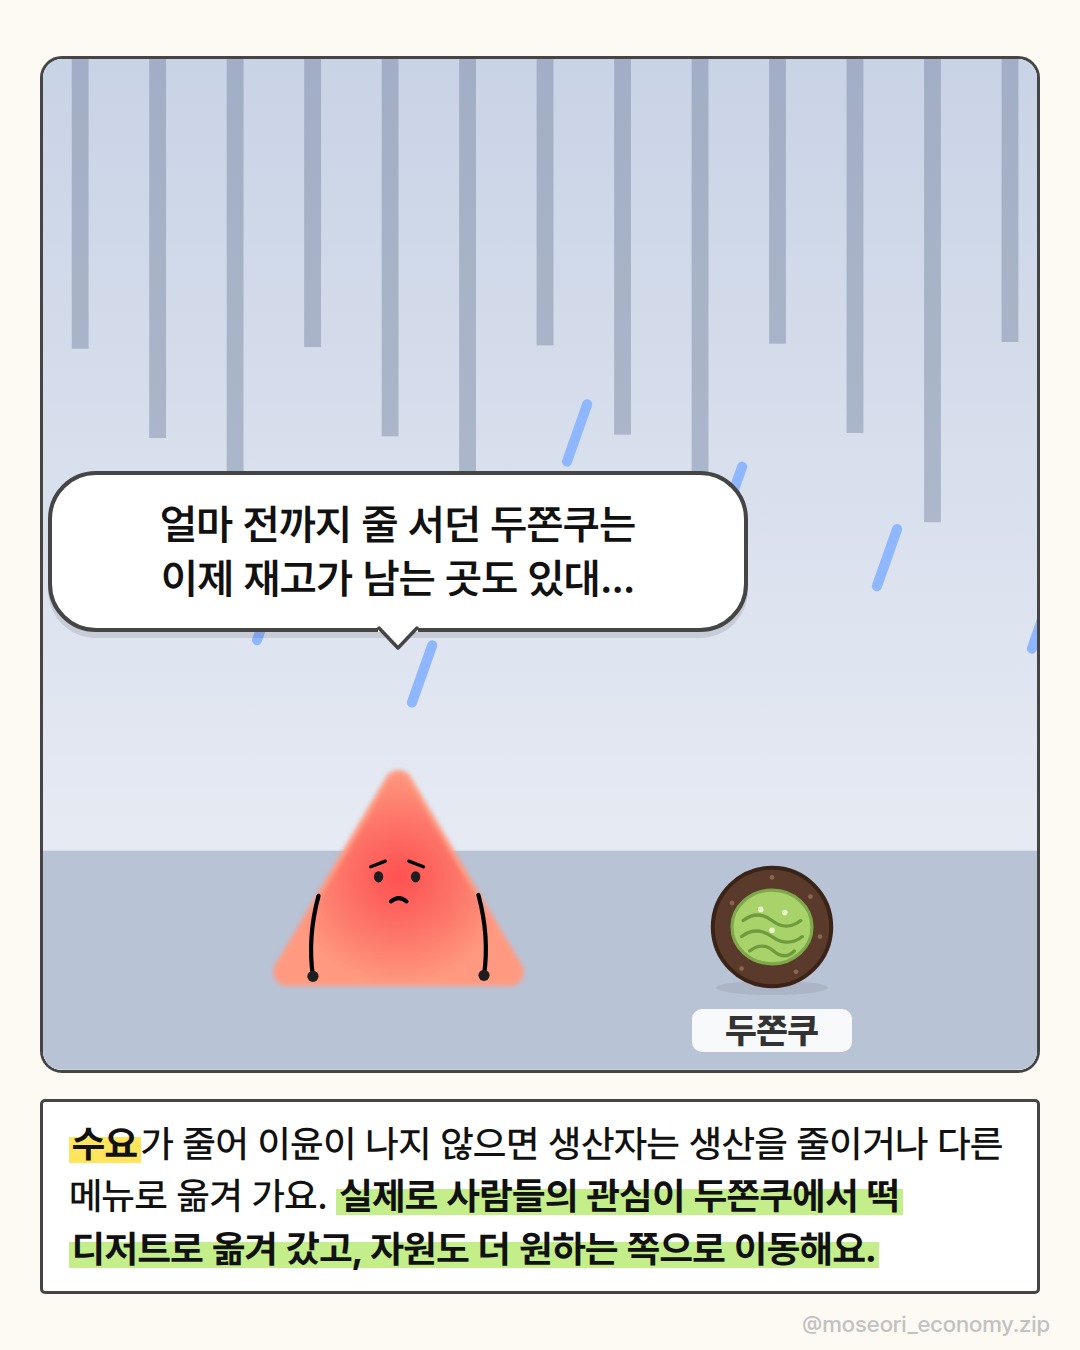 얼마 전까지 줄 서던 두쫀쿠는
이제 재고가 남는 곳도 있대...
두쫀쿠
수요가 줄어 이윤이 나지 않으면 생산자는 생산을 줄이거나 다른
메뉴로 옮겨 가요. 실제로 사람들의 관심이 두쫀쿠에서 떡
디저트로 옮겨 갔고, 자원도 더 원하는 쪽으로 이동해요.
@moseori_economy.zip